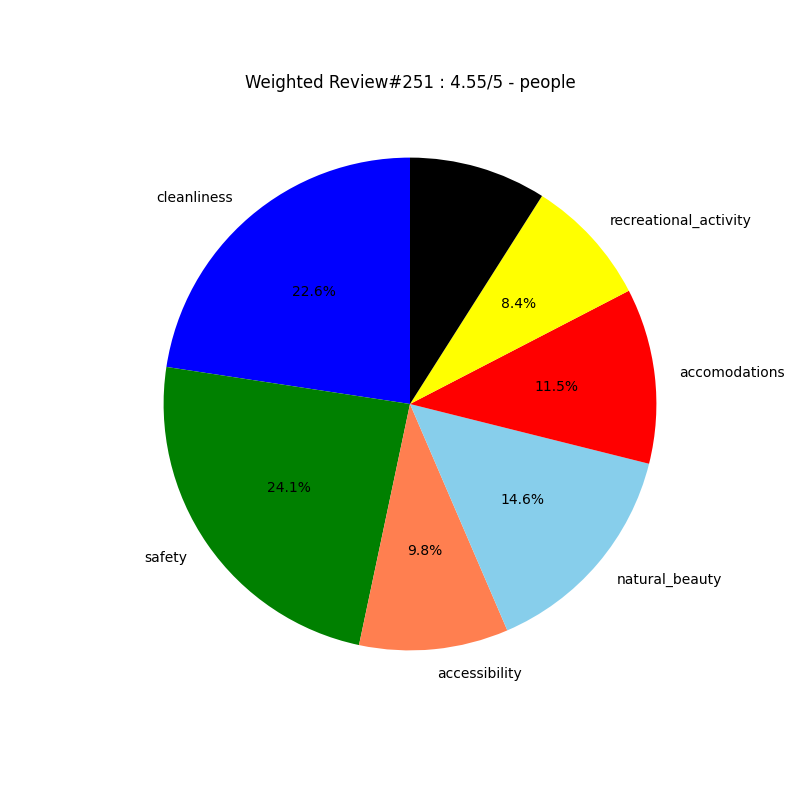 Weighted Review#251 : 4.55/5 - people
cleanliness
recreational_activity
22.6%
8.4%
accomodations
11.5%
24.1%
14.6%
9.8%
safety
natural_beauty
accessibility